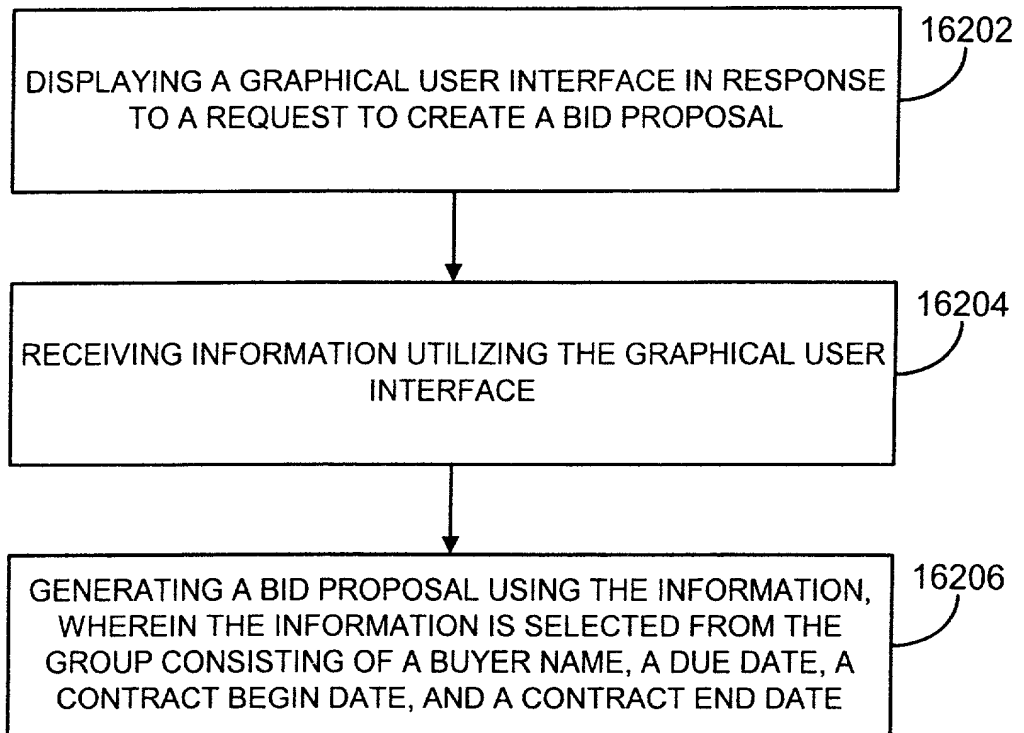 16202
DISPLAYING A GRAPHICAL USER INTERFACE IN RESPONSE
TO A REQUEST TO CREATE A BID PROPOSAL
16204
RECEIVING INFORMATION UTILIZING THE GRAPHICAL USER
INTERFACE
16206
GENERATING A BID PROPOSAL USING THE INFORMATION,
WHEREIN THE INFORMATION IS SELECTED FROM THE
GROUP CONSISTING OF A BUYER NAME, A DUE DATE, A
CONTRACT BEGIN DATE, AND A CONTRACT END DATE